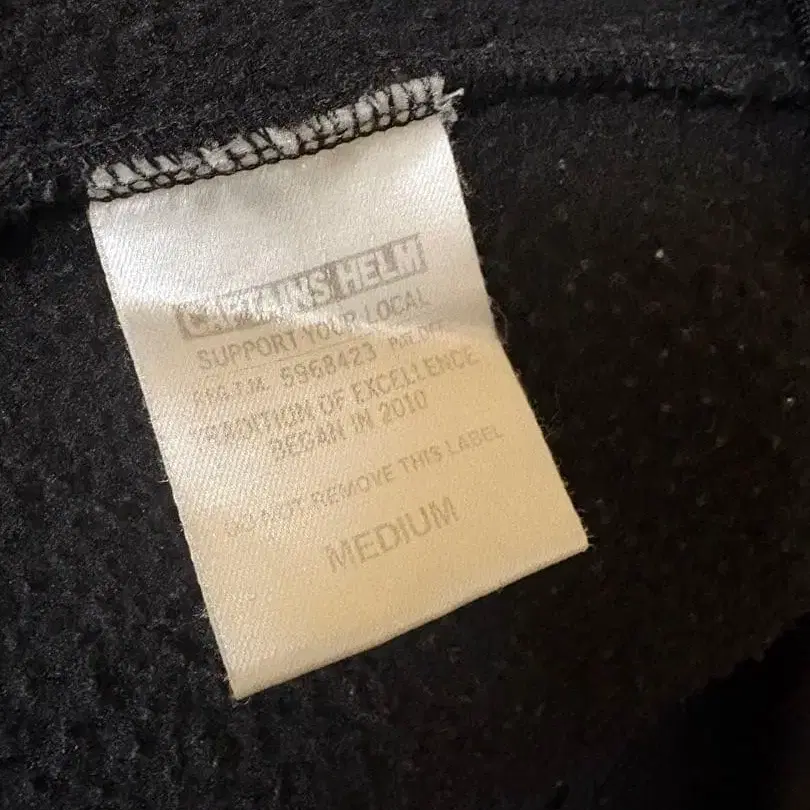 CAPTAINS HELM
SUPPORT YOUR LOCAL
REG.T.M. 5968423 PAT.OFF.
TRADITION OF EXCELLENCE
BEGAN IN 2010
DO NOT REMOVE THIS LABEL
MEDIUM